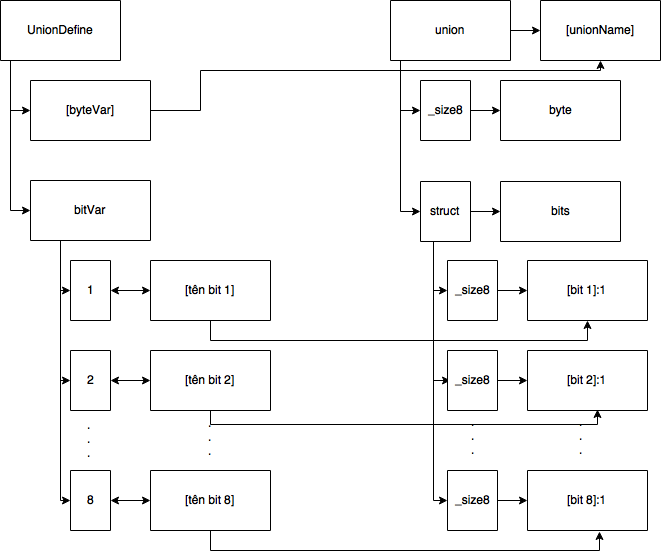 UnionDefine
union
[unionName]
[byteVar]
_size8
byte
bitVar
struct
bits
1
[tên bit 1]
_size8
[bit 1]:1
2
[tên bit 2]
_size8
[bit 2]:1
8
[tên bit 8]
_size8
[bit 8]:1